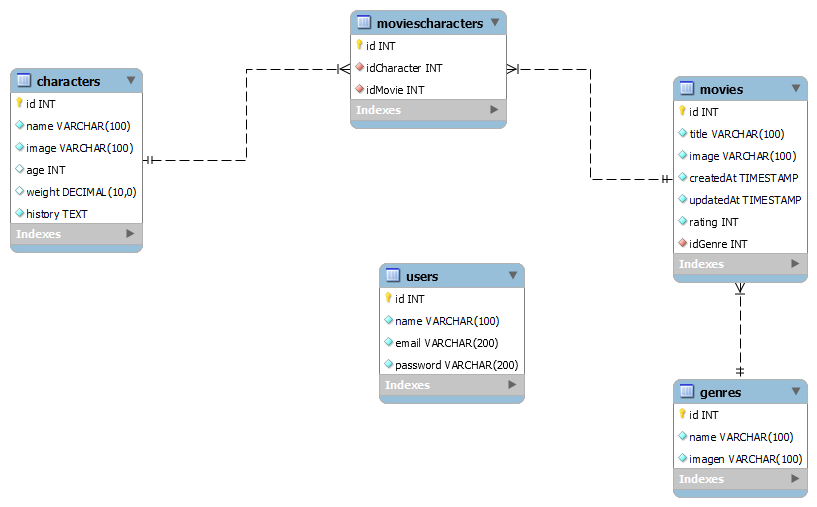 moviescharacters
id INT
idCharacter INT
idMovie INT
Indexes
characters
id INT
name VARCHAR(100)
image VARCHAR(100)
age INT
weight DECIMAL(10,0)
history TEXT
Indexes
movies
id INT
title VARCHAR(100)
image VARCHAR(100)
createdAt TIMESTAMP
updatedAt TIMESTAMP
rating INT
idGenre INT
Indexes
users
id INT
name VARCHAR(100)
email VARCHAR(200)
password VARCHAR(200)
Indexes
genres
id INT
name VARCHAR(100)
imagen VARCHAR(100)
Indexes